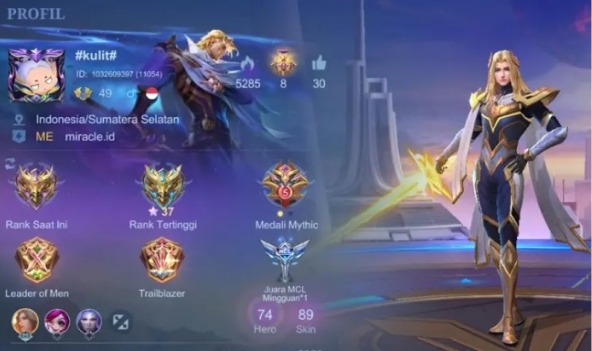 PROFIL
#kulit#
ID: 1032609397 (11054)
49
5285
8
30
Indonesia/Sumatera Selatan
ME miracle.id
Rank Saat Ini
37
Rank Tertinggi
5
Medali Mythic
Leader of Men
Trailblazer
Juara MCL
Mingguan*1
74
Hero
89
Skin